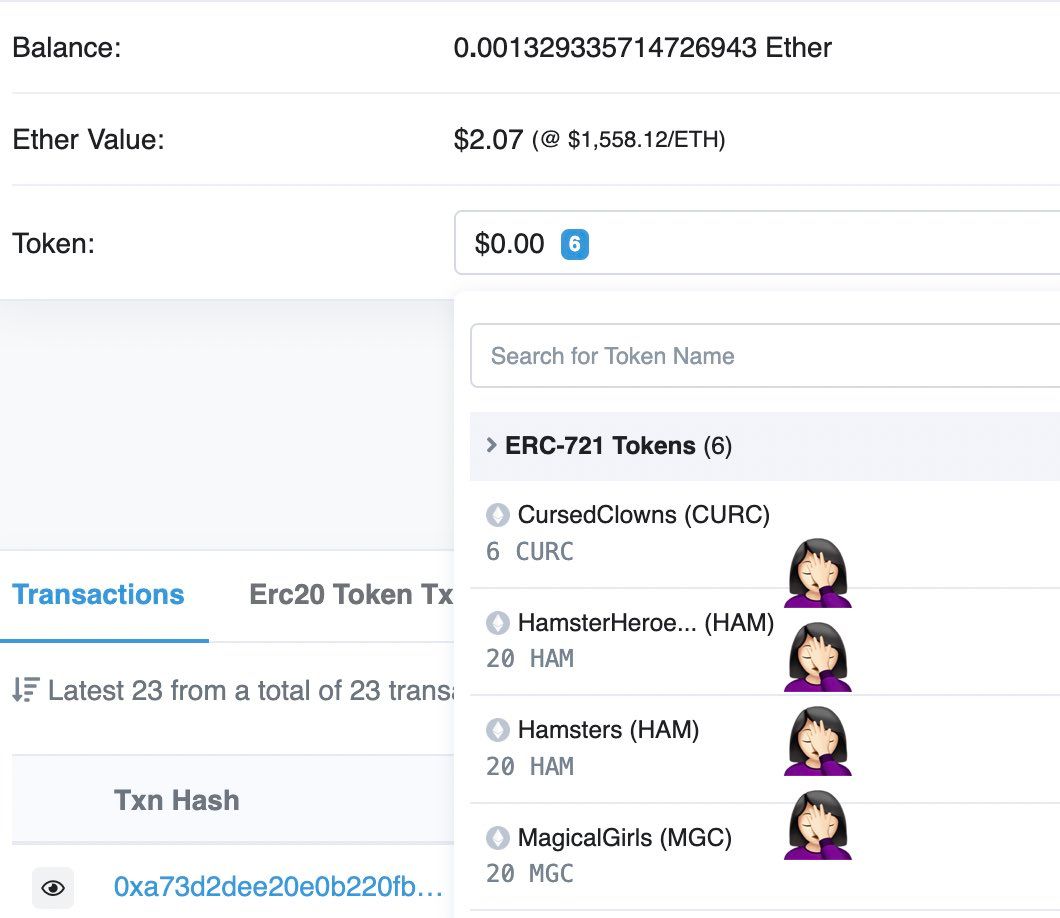 Balance:
0.001329335714726943 Ether
Ether Value:
$2.07 (@ $1,558.12/ETH)
Token:
$0.00 6
Search for Token Name
ERC-721 Tokens (6)
CursedClowns (CURC)
6 CURC
HamsterHeroe... (HAM)
20 HAM
Hamsters (HAM)
20 HAM
MagicalGirls (MGC)
20 MGC
Transactions
Erc20 Token Tx
Latest 23 from a total of 23 transa
Txn Hash
0xa73d2dee20e0b220fb...